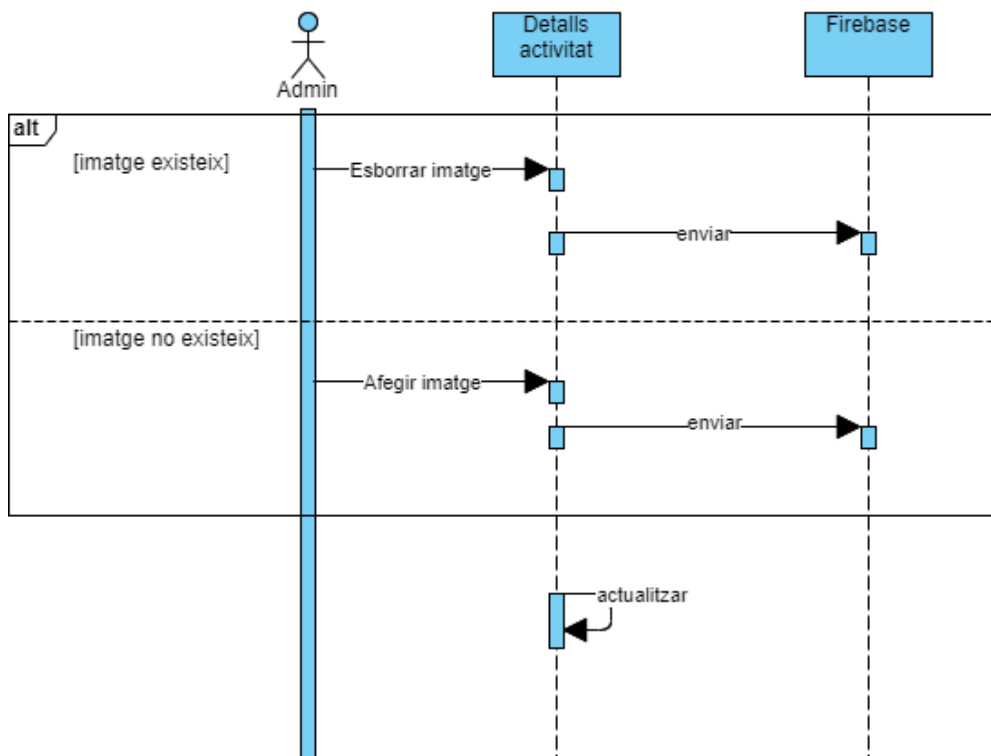 Admin
Detalls
activitat
Firebase
alt
[imatge existeix]
Esborrar imatge
enviar
[imatge no existeix]
Afegir imatge
enviar
actualitzar